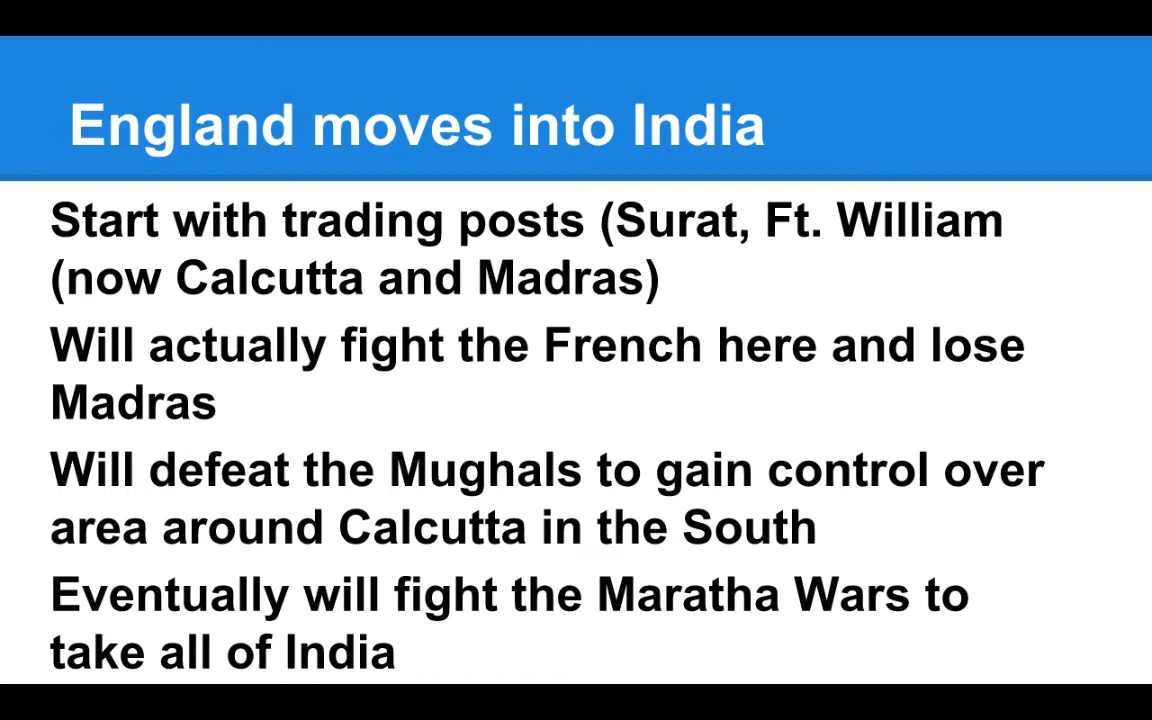 England moves into India
Start with trading posts (Surat, Ft. William
(now Calcutta and Madras)
Will actually fight the French here and lose
Madras
Will defeat the Mughals to gain control over
area around Calcutta in the South
Eventually will fight the Maratha Wars to
take all of India